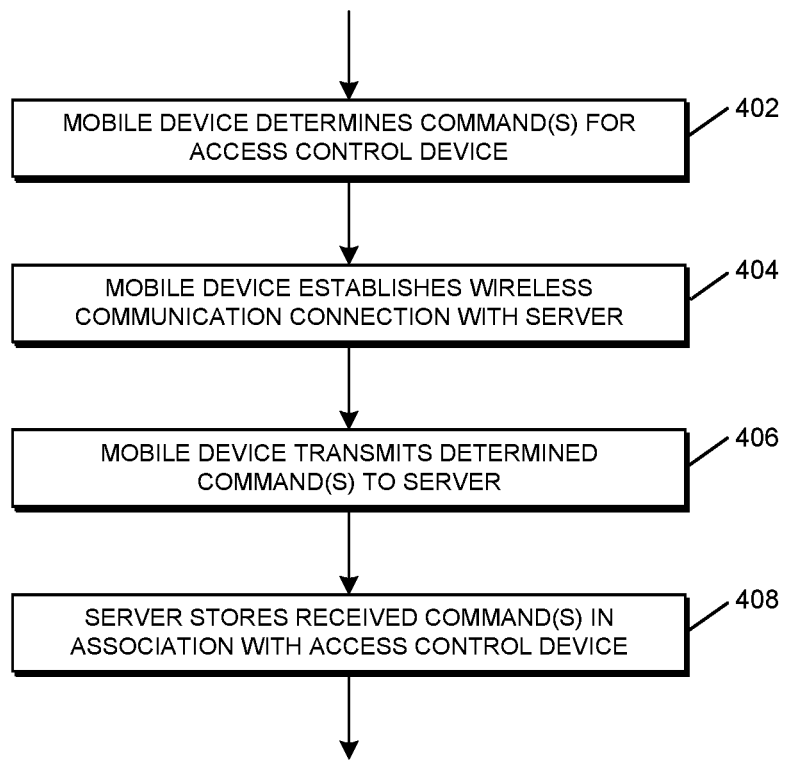 MOBILE DEVICE DETERMINES COMMAND(S) FOR
ACCESS CONTROL DEVICE
402
MOBILE DEVICE ESTABLISHES WIRELESS
COMMUNICATION CONNECTION WITH SERVER
404
MOBILE DEVICE TRANSMITS DETERMINED
COMMAND(S) TO SERVER
406
SERVER STORES RECEIVED COMMAND(S) IN
ASSOCIATION WITH ACCESS CONTROL DEVICE
408